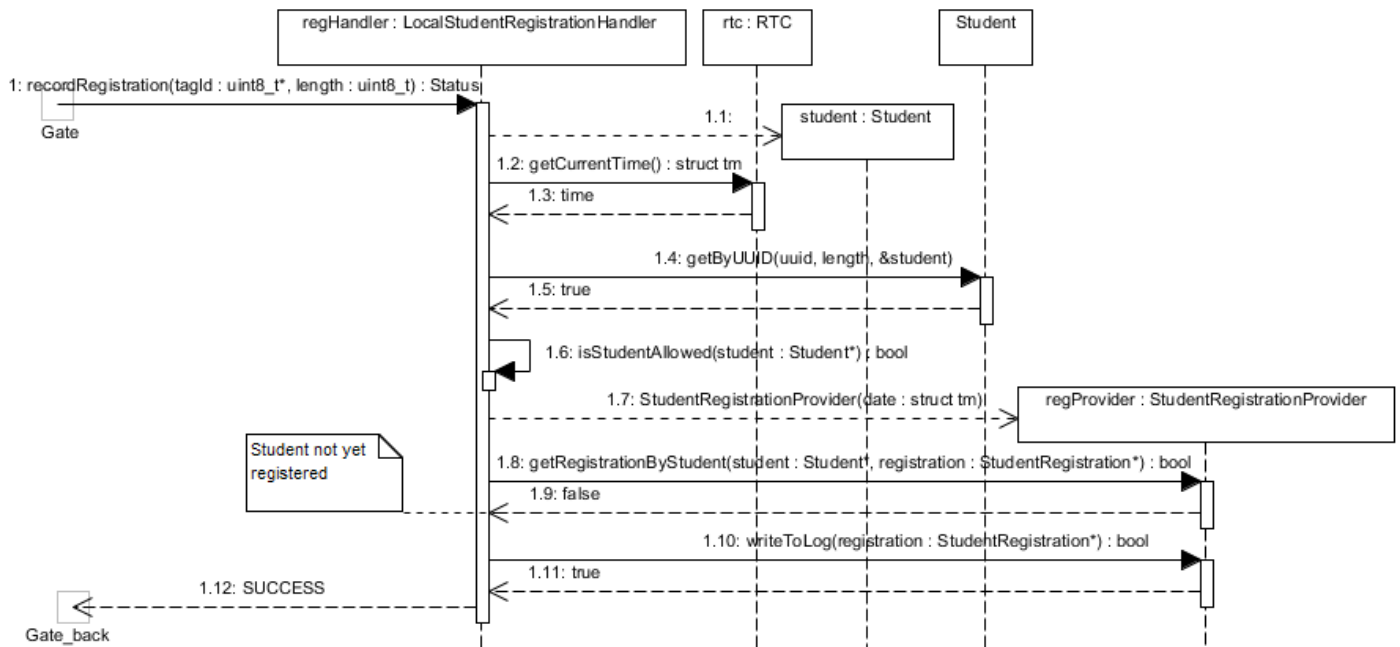 regHandler : LocalStudentRegistrationHandler
rtc : RTC
Student
1: recordRegistration(tagId : uint8_t*, length : uint8_t) : Status
Gate
1.1:
student : Student
1.2: getCurrentTime() : struct tm
1.3: time
1.4: getByUUID(uuid, length, &student)
1.5: true
1.6: isStudentAllowed(student : Student*) : bool
1.7: StudentRegistrationProvider(date : struct tm)
regProvider : StudentRegistrationProvider
Student not yet
registered
1.8: getRegistrationByStudent(student : Student*, registration : StudentRegistration*) : bool
1.9: false
1.10: writeToLog(registration : StudentRegistration*) : bool
1.11: true
1.12: SUCCESS
Gate_back